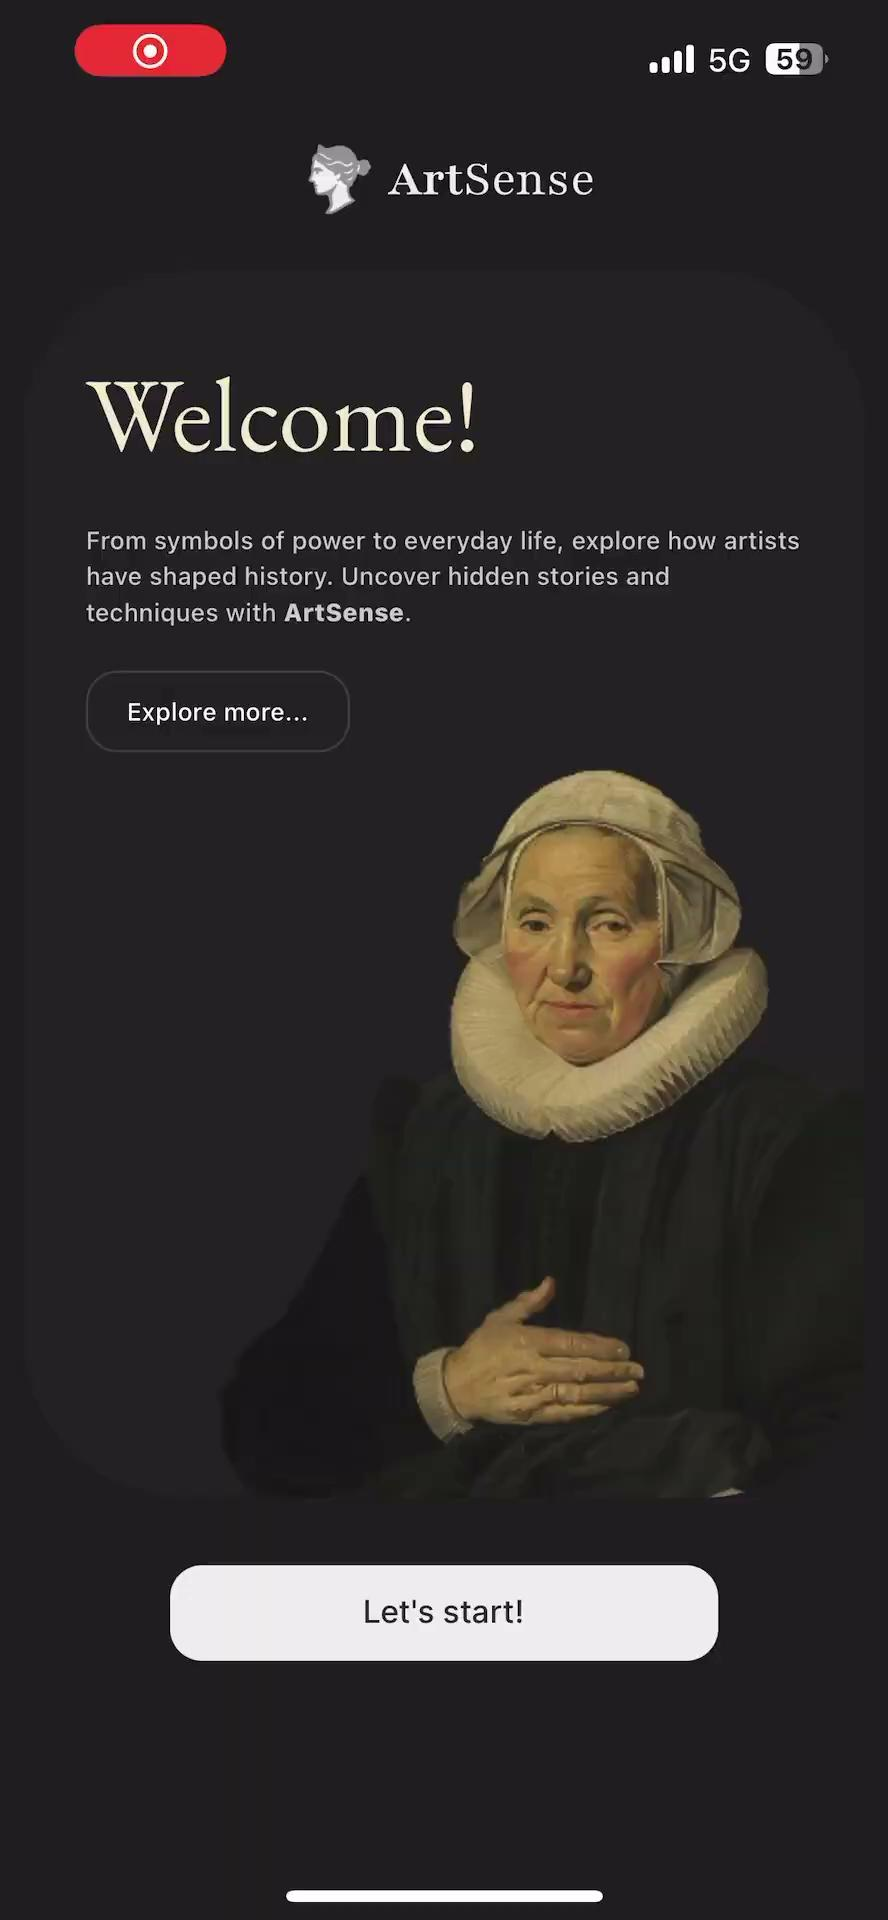 5G 59
ArtSense
Welcome!
From symbols of power to everyday life, explore how artists
have shaped history. Uncover hidden stories and
techniques with ArtSense.
Explore more...
Let's start!